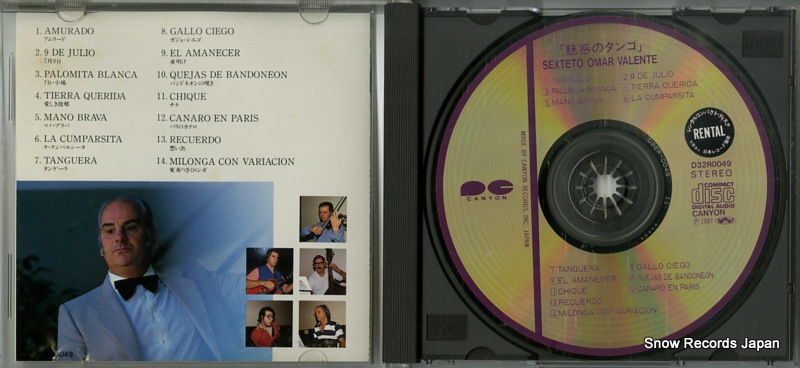 1. AMURADO
アムラード
2. 9 DE JULIO
7月9日
3. PALOMITA BLANCA
白い小鳩
4. TIERRA QUERIDA
愛しき故郷
5. MANO BRAVA
マノ・ブラバ
6. LA CUMPARSITA
ラ・クンパルシータ
7. TANGUERA
タンゲーラ
8. GALLO CIEGO
ガジョ・シエゴ
9. EL AMANECER
夜明け
10. QUEJAS DE BANDONEON
バンドネオンの嘆き
11. CHIQUE
チケ
12. CANARO EN PARIS
パリのカナロ
13. RECUERDO
想い出
14. MILONGA CON VARIACION
変奏つきミロンガ
0049
「魅惑のタンゴ」
SEXTETO OMAR VALENTE
2 9 DE JULIO
3 PALOMITA BLANCA
4 TIERRA QUERIDA
5 MANO BRAVA
6 LA CUMPARSITA
RENTAL
D32R0049
STEREO
COMPACT
disc
DIGITAL AUDIO
CANYON
Ⓟ 1987
CANYON
MADE BY CANYON RECORDS, INC., JAPAN
7 TANGUERA
8 GALLO CIEGO
9 EL AMANECER
10 QUEJAS DE BANDONEON
11 CHIQUE
12 CANARO EN PARIS
13 RECUERDO
14 MILONGA CON VARIACION
Snow Records Japan